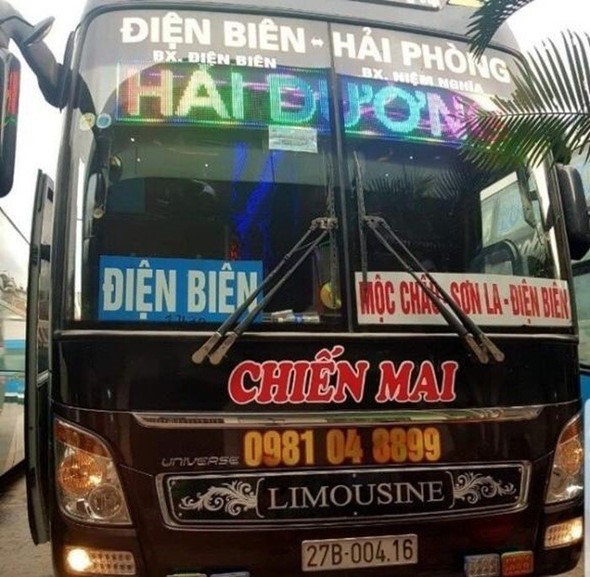 ĐIỆN BIÊN - HẢI PHÒNG
BX. ĐIỆN BIÊN
BX. NIỆM NGHĨA
HẢI DƯƠNG
ĐIỆN BIÊN
MỘC CHÂU - SƠN LA - ĐIỆN BIÊN
CHIẾN MAI
UNIVERSE
0981 04 8899
LIMOUSINE
27B-004.16